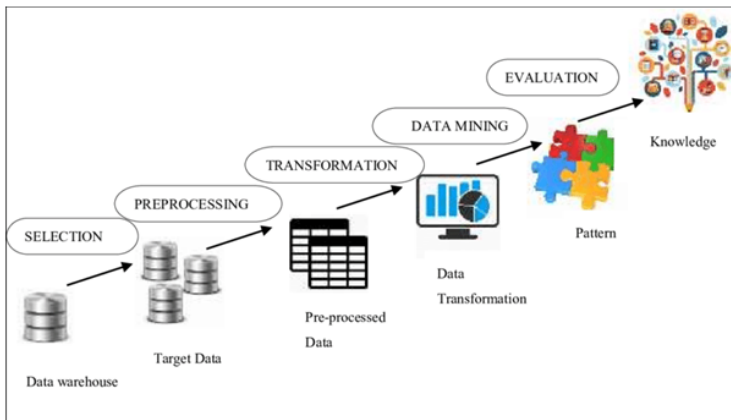 EVALUATION
Knowledge
DATA MINING
TRANSFORMATION
Pattern
PREPROCESSING
Data
Transformation
SELECTION
Pre-processed
Data
Target Data
Data warehouse